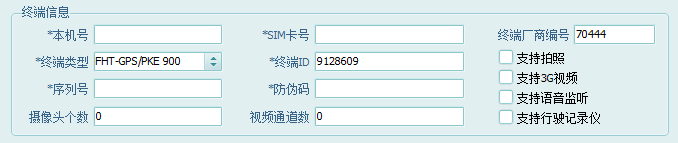 终端信息
*本机号 *SIM卡号 终端厂商编号 70444
*终端类型 FHT-GPS/PKE 900 *终端ID 9128609 支持拍照
支持3G视频
*序列号 *防伪码
支持语音监听
摄像头个数 0 视频通道数 0 支持行驶记录仪